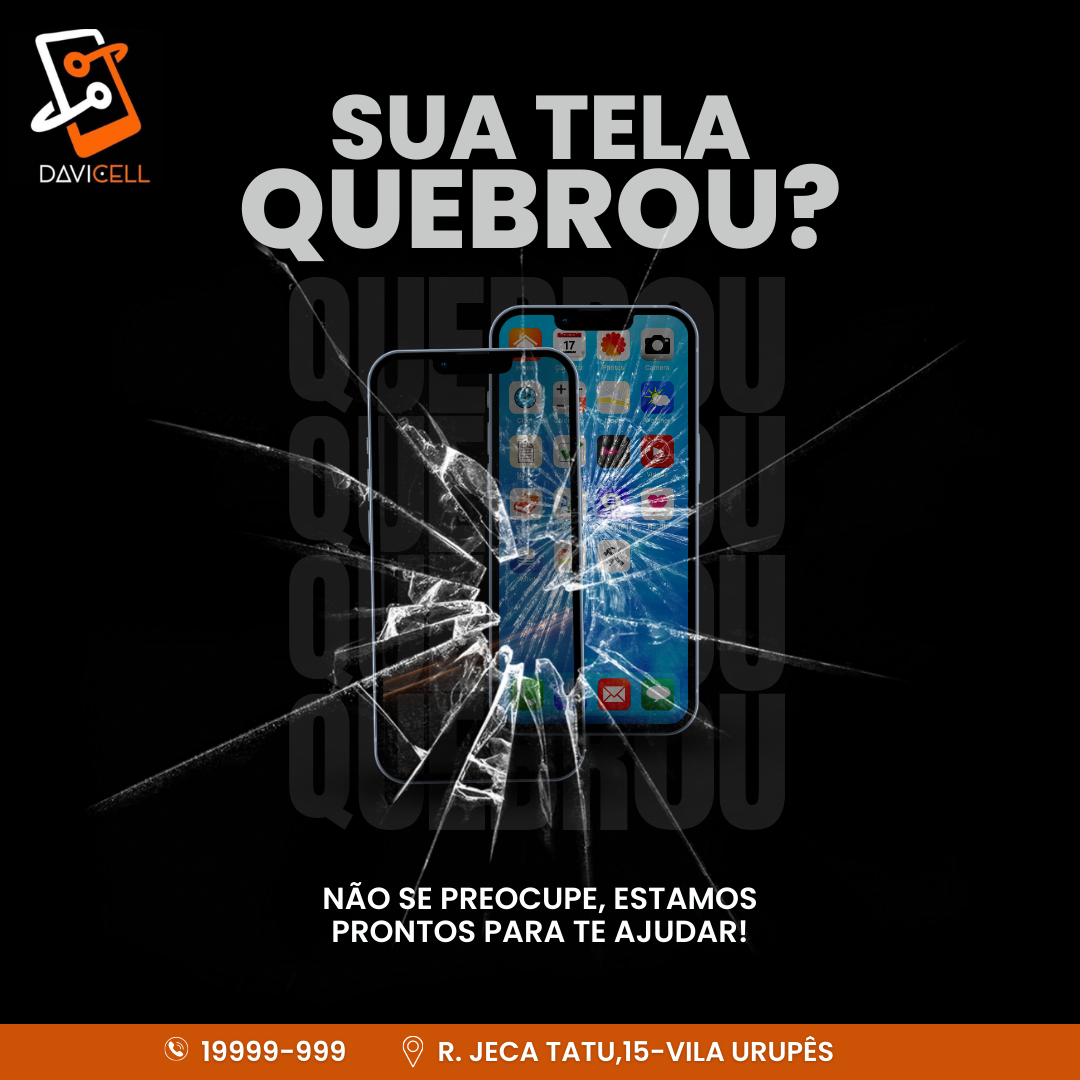 DAVICELL
SUA TELA
QUEBROU?
QUEBROU
QUEBROU
QUEBROU
QUEBROU
17
NÃO SE PREOCUPE, ESTAMOS
PRONTOS PARA TE AJUDAR!
19999-999
R. JECA TATU,15-VILA URUPÊS